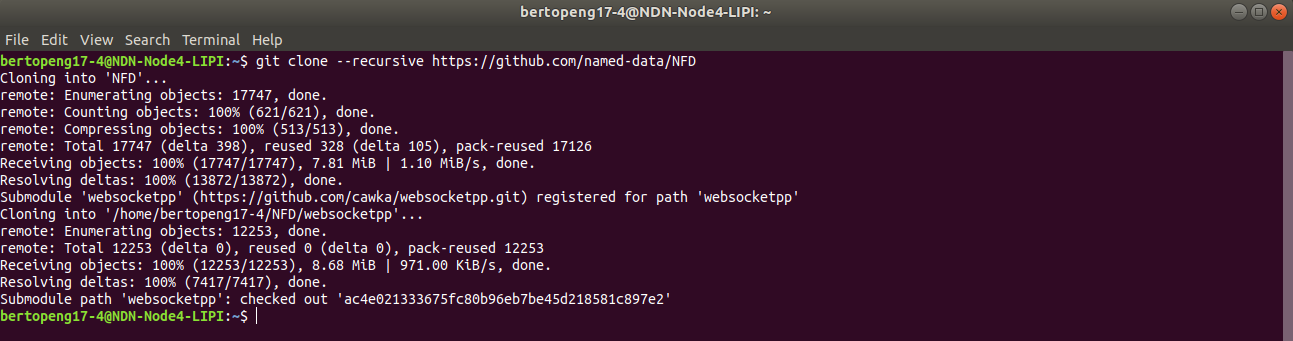 bertopeng17-4@NDN-Node4-LIPI: ~
File Edit View Search Terminal Help
bertopeng17-4@NDN-Node4-LIPI:~$ git clone --recursive https://github.com/named-data/NFD
Cloning into 'NFD'...
remote: Enumerating objects: 17747, done.
remote: Counting objects: 100% (621/621), done.
remote: Compressing objects: 100% (513/513), done.
remote: Total 17747 (delta 398), reused 328 (delta 105), pack-reused 17126
Receiving objects: 100% (17747/17747), 7.81 MiB | 1.10 MiB/s, done.
Resolving deltas: 100% (13872/13872), done.
Submodule 'websocketpp' (https://github.com/cawka/websocketpp.git) registered for path 'websocketpp'
Cloning into '/home/bertopeng17-4/NFD/websocketpp'...
remote: Enumerating objects: 12253, done.
remote: Total 12253 (delta 0), reused 0 (delta 0), pack-reused 12253
Receiving objects: 100% (12253/12253), 8.68 MiB | 971.00 KiB/s, done.
Resolving deltas: 100% (7417/7417), done.
Submodule path 'websocketpp': checked out 'ac4e021333675fc80b96eb7be45d218581c897e2'
bertopeng17-4@NDN-Node4-LIPI:~$